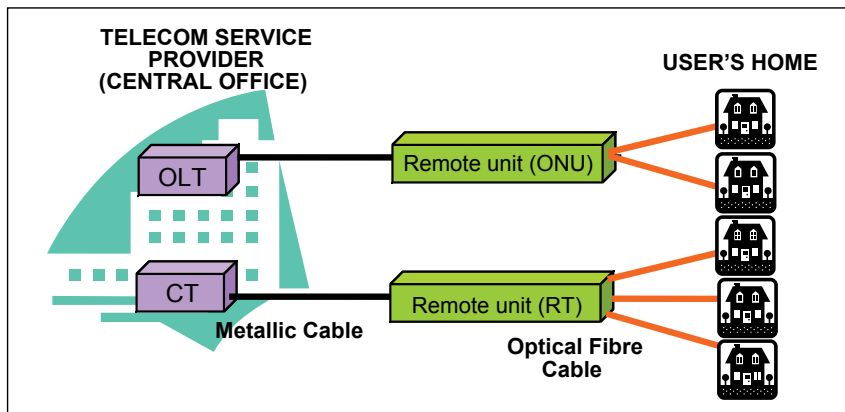 TELECOM SERVICE
PROVIDER
(CENTRAL OFFICE)
USER'S HOME
OLT
Remote unit (ONU)
CT
Remote unit (RT)
Metallic Cable
Optical Fibre
Cable